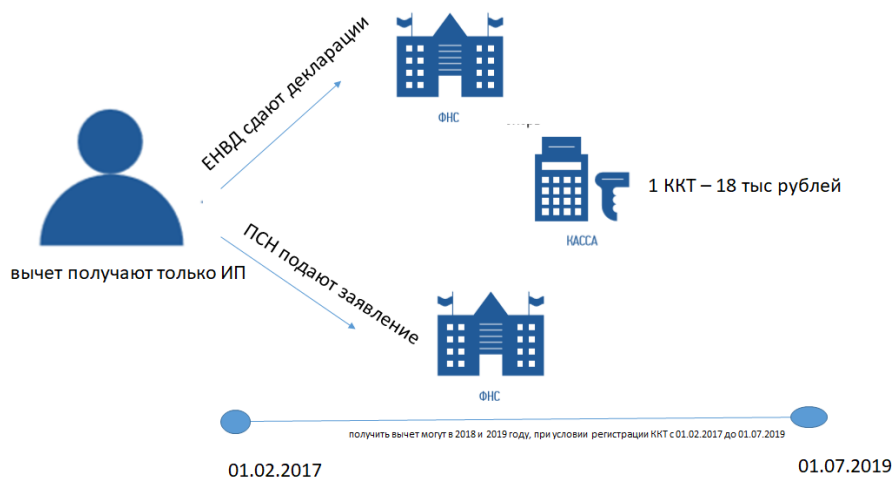 ЕНВД сдают декларации
ФНС
1 ККТ – 18 тыс рублей
КАССА
вычет получают только ИП
ПСН подают заявление
ФНС
получить вычет могут в 2018 и 2019 году, при условии регистрации ККТ с 01.02.2017 до 01.07.2019
01.02.2017
01.07.2019